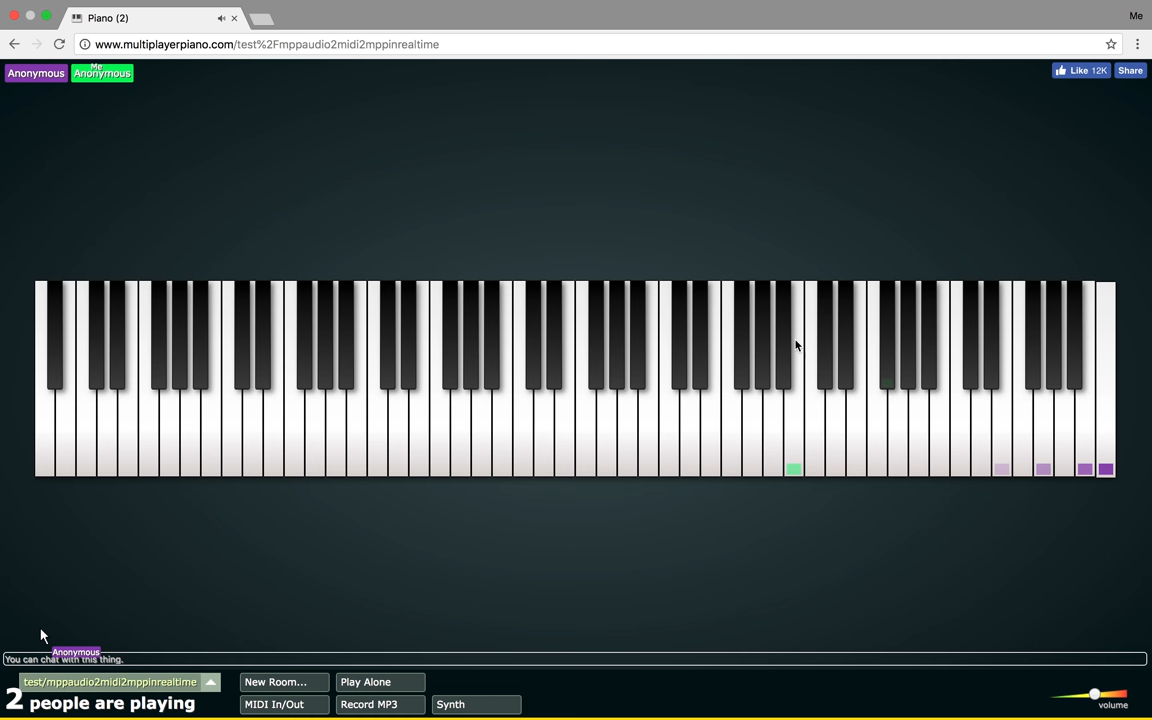 Piano (2)
Me
www.multiplayerpiano.com/test%2Fmppaudio2midi2mppinrealtime
Anonymous
Me
Anonymous
Like 12K
Share
Anonymous
You can chat with this thing.
test/mppaudio2midi2mppinrealtime
New Room...
Play Alone
2 people are playing
MIDI In/Out
Record MP3
Synth
volume